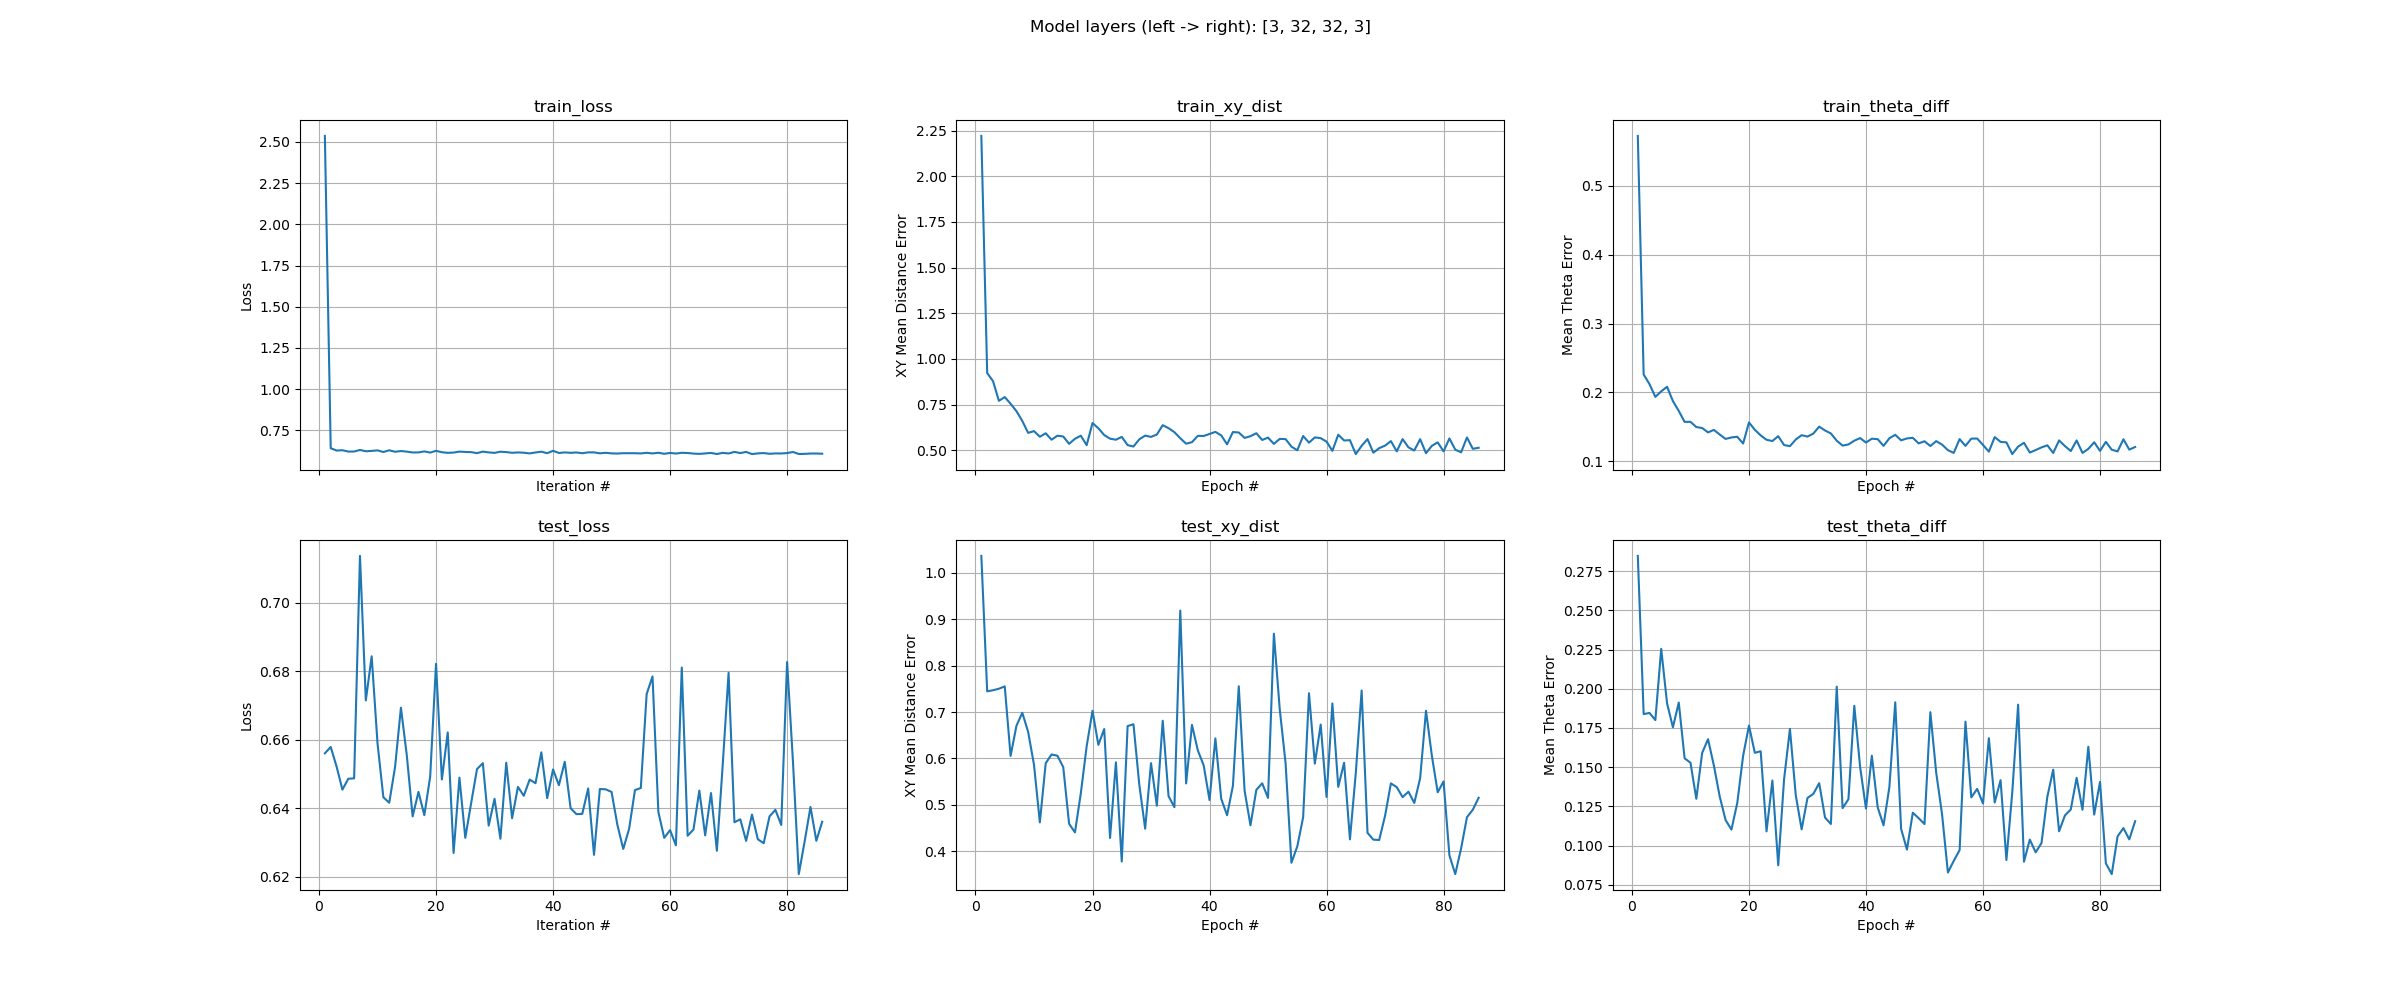 Model layers (left -> right): [3, 32, 32, 3]
train_loss
train_xy_dist
train_theta_diff
Loss
2.50
2.25
2.00
1.75
1.50
1.25
1.00
0.75
Iteration #
XY Mean Distance Error
2.25
2.00
1.75
1.50
1.25
1.00
0.75
0.50
Epoch #
Mean Theta Error
0.5
0.4
0.3
0.2
0.1
Epoch #
test_loss
test_xy_dist
test_theta_diff
Loss
0.70
0.68
0.66
0.64
0.62
0 20 40 60 80
Iteration #
XY Mean Distance Error
1.0
0.9
0.8
0.7
0.6
0.5
0.4
0 20 40 60 80
Epoch #
Mean Theta Error
0.275
0.250
0.225
0.200
0.175
0.150
0.125
0.100
0.075
0 20 40 60 80
Epoch #